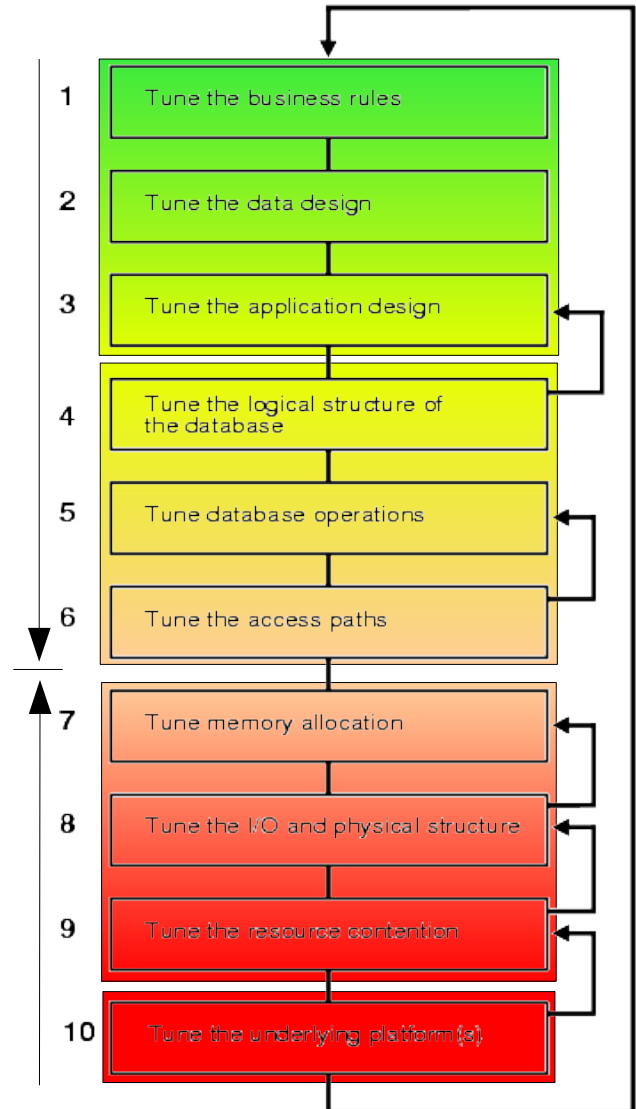 1
Tune the business rules
2
Tune the data design
3
Tune the application design
4
Tune the logical structure of
the database
5
Tune database operations
6
Tune the access paths
7
Tune memory allocation
8
Tune the I/O and physical structure
9
Tune the resource contention
10
Tune the underlying platform(s)